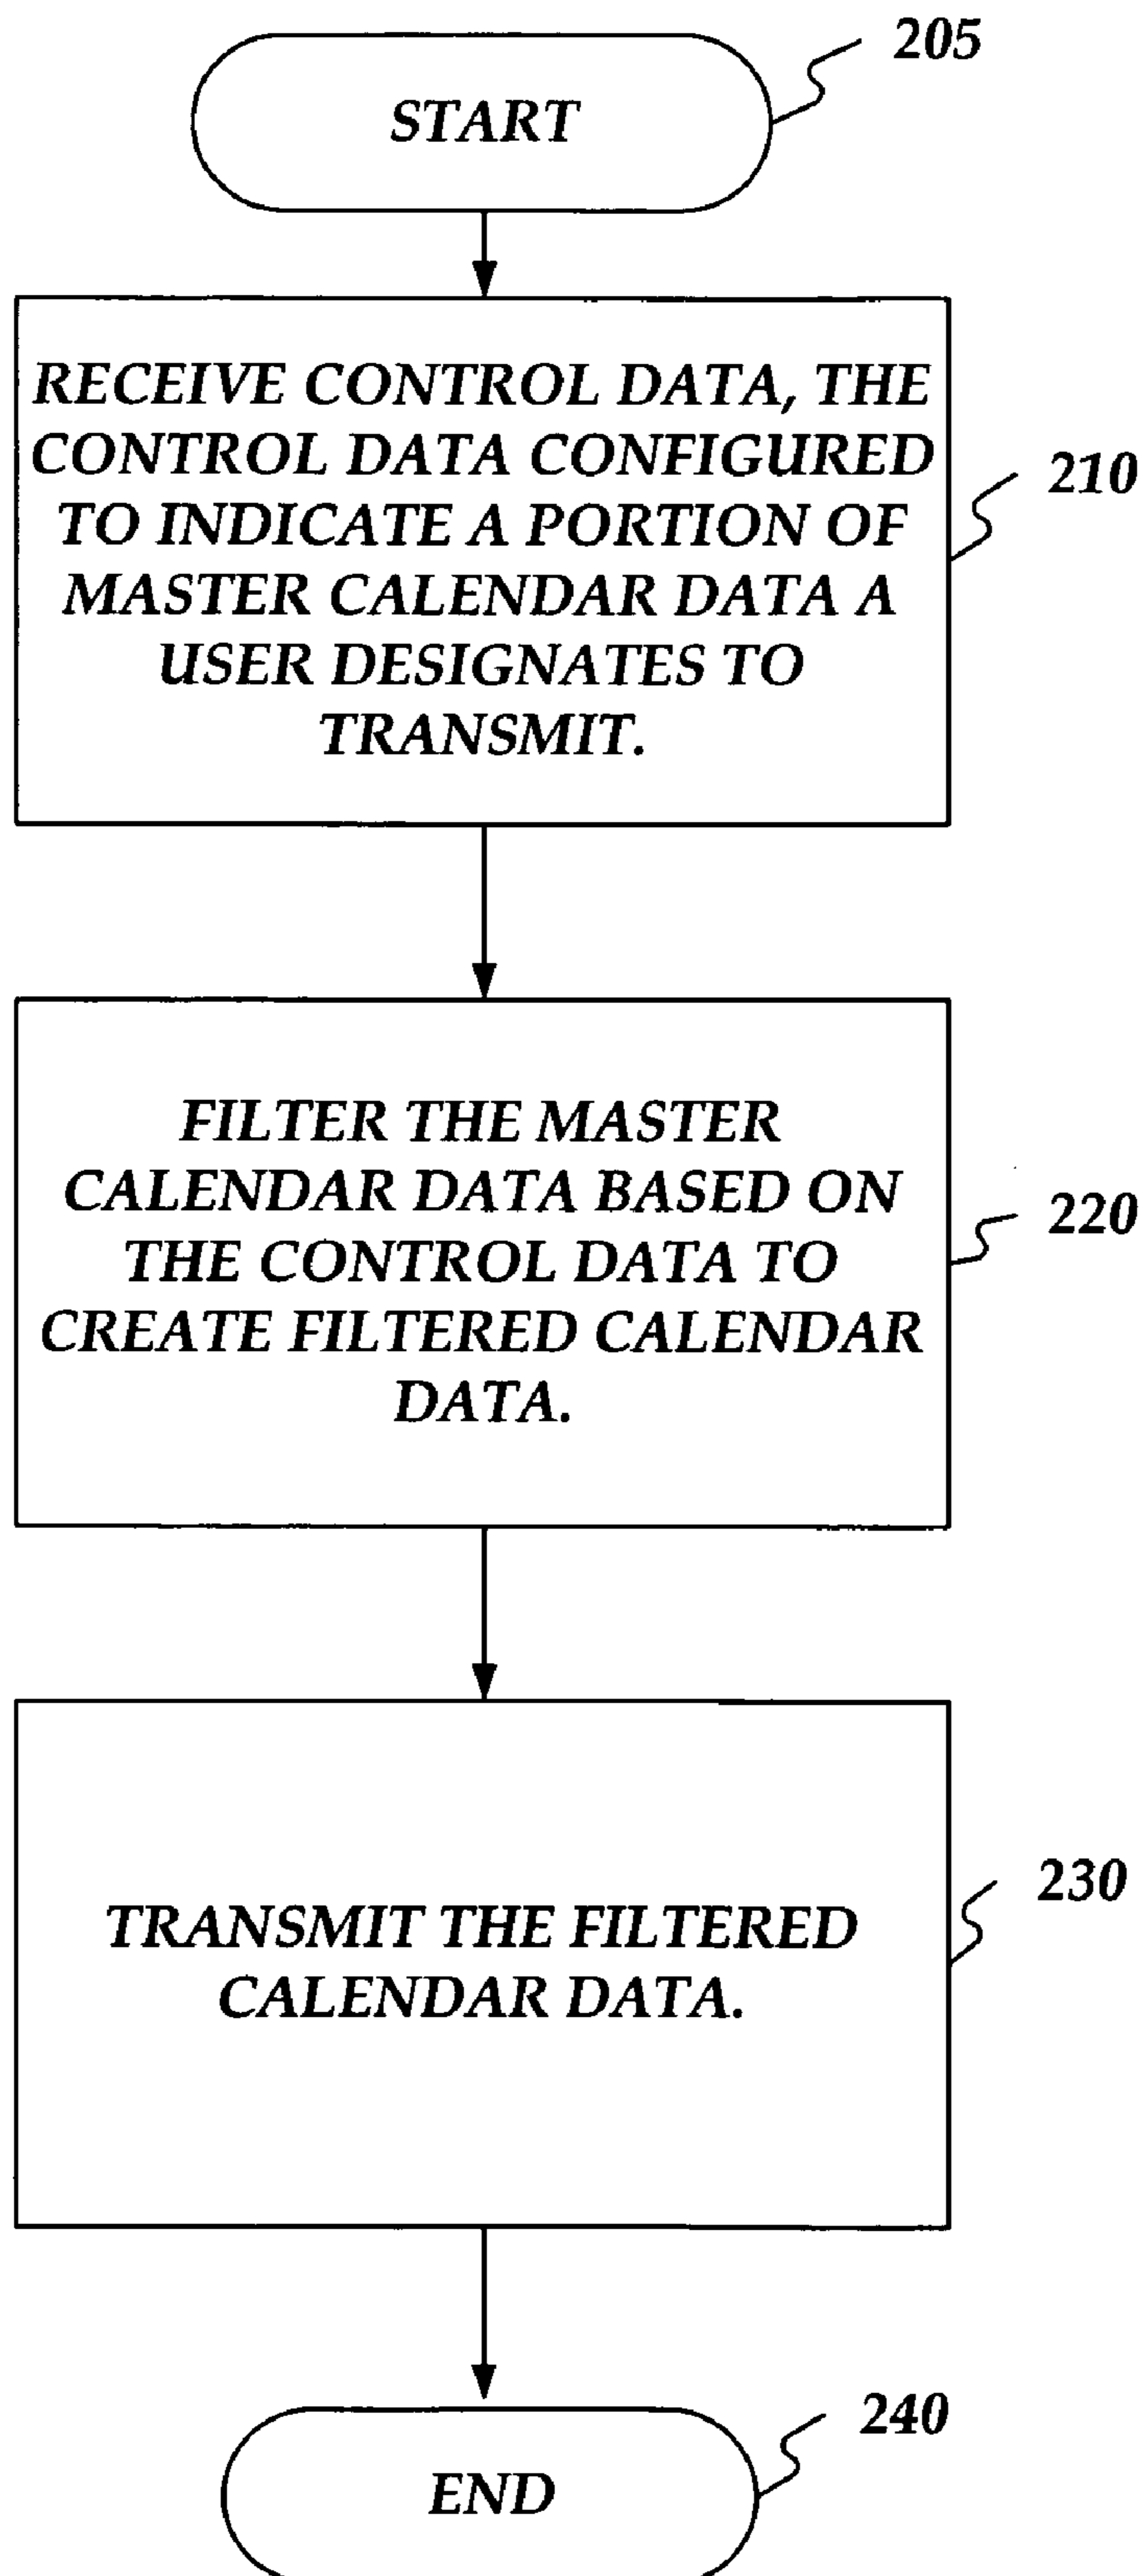 START
205
RECEIVE CONTROL DATA, THE
CONTROL DATA CONFIGURED
TO INDICATE A PORTION OF
MASTER CALENDAR DATA A
USER DESIGNATES TO
TRANSMIT.
210
FILTER THE MASTER
CALENDAR DATA BASED ON
THE CONTROL DATA TO
CREATE FILTERED CALENDAR
DATA.
220
TRANSMIT THE FILTERED
CALENDAR DATA.
230
END
240